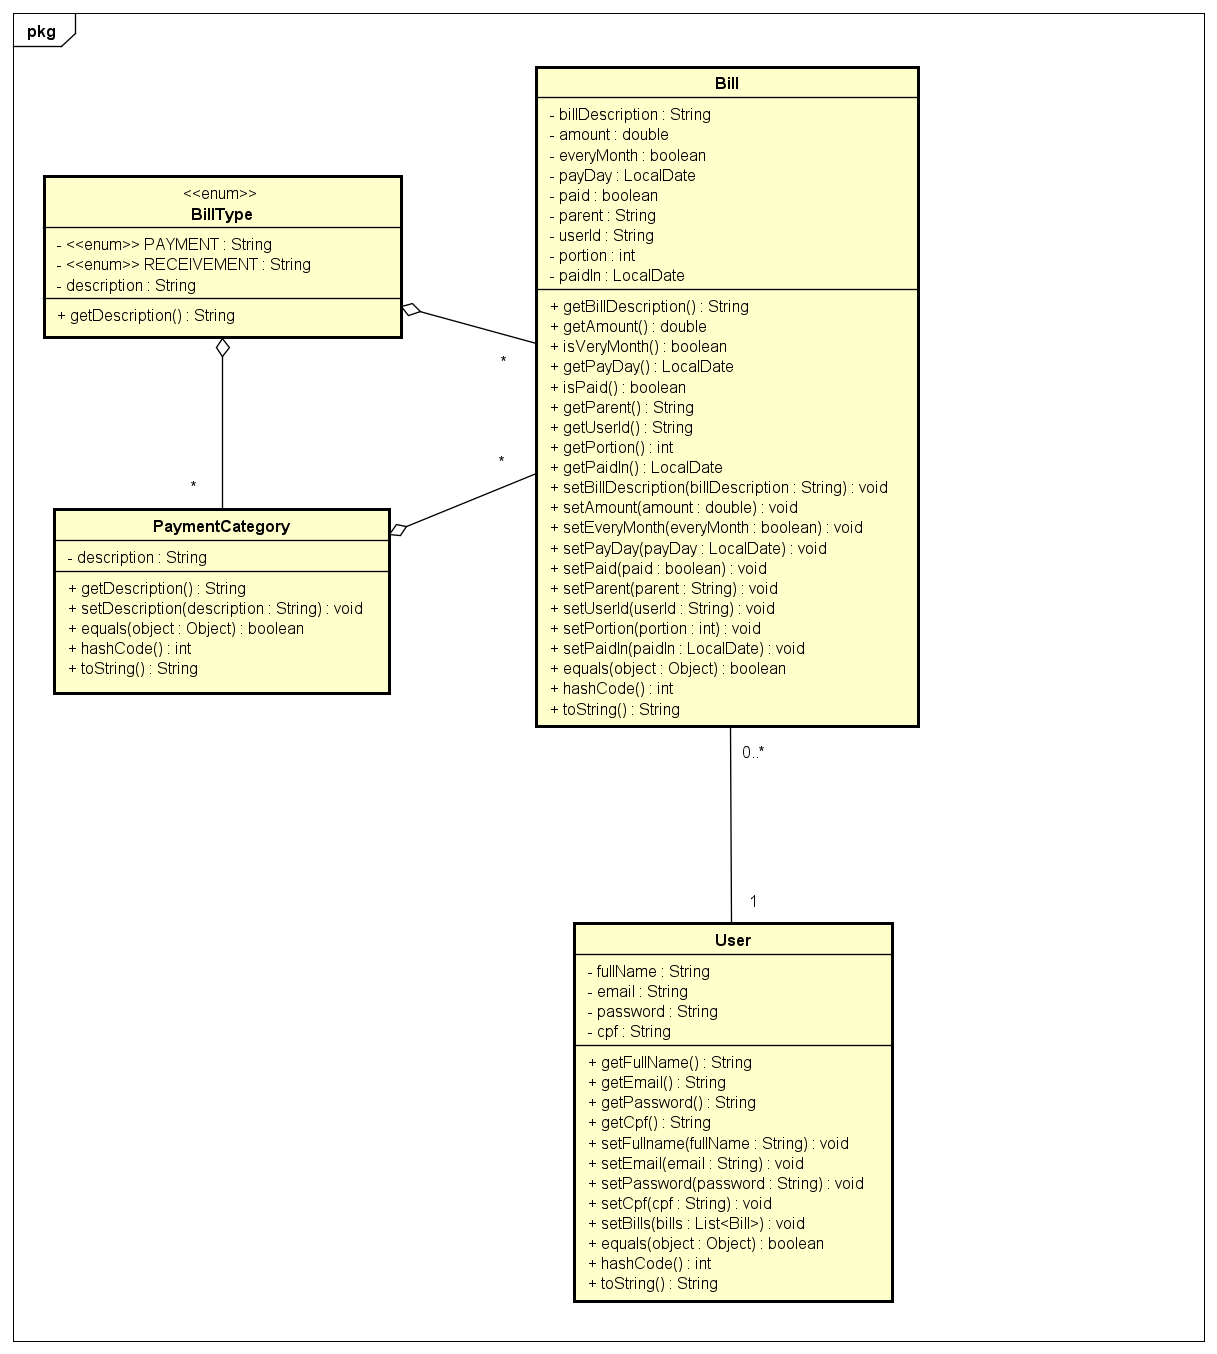 pkg
Bill
- billDescription : String
- amount : double
- everyMonth : boolean
- payDay : LocalDate
- paid : boolean
- parent : String
- userId : String
- portion : int
- paidIn : LocalDate
+ getBillDescription() : String
+ getAmount() : double
+ isVeryMonth() : boolean
+ getPayDay() : LocalDate
+ isPaid() : boolean
+ getParent() : String
+ getUserId() : String
+ getPortion() : int
+ getPaidIn() : LocalDate
+ setBillDescription(billDescription : String) : void
+ setAmount(amount : double) : void
+ setEveryMonth(everyMonth : boolean) : void
+ setPayDay(payDay : LocalDate) : void
+ setPaid(paid : boolean) : void
+ setParent(parent : String) : void
+ setUserId(userId : String) : void
+ setPortion(portion : int) : void
+ setPaidIn(paidIn : LocalDate) : void
+ equals(object : Object) : boolean
+ hashCode() : int
+ toString() : String
<<enum>>
BillType
- <<enum>> PAYMENT : String
- <<enum>> RECEIVEMENT : String
- description : String
+ getDescription() : String
*
*
*
PaymentCategory
- description : String
+ getDescription() : String
+ setDescription(description : String) : void
+ equals(object : Object) : boolean
+ hashCode() : int
+ toString() : String
0..*
1
User
- fullName : String
- email : String
- password : String
- cpf : String
+ getFullName() : String
+ getEmail() : String
+ getPassword() : String
+ getCpf() : String
+ setFullname(fullName : String) : void
+ setEmail(email : String) : void
+ setPassword(password : String) : void
+ setCpf(cpf : String) : void
+ setBills(bills : List<Bill>) : void
+ equals(object : Object) : boolean
+ hashCode() : int
+ toString() : String